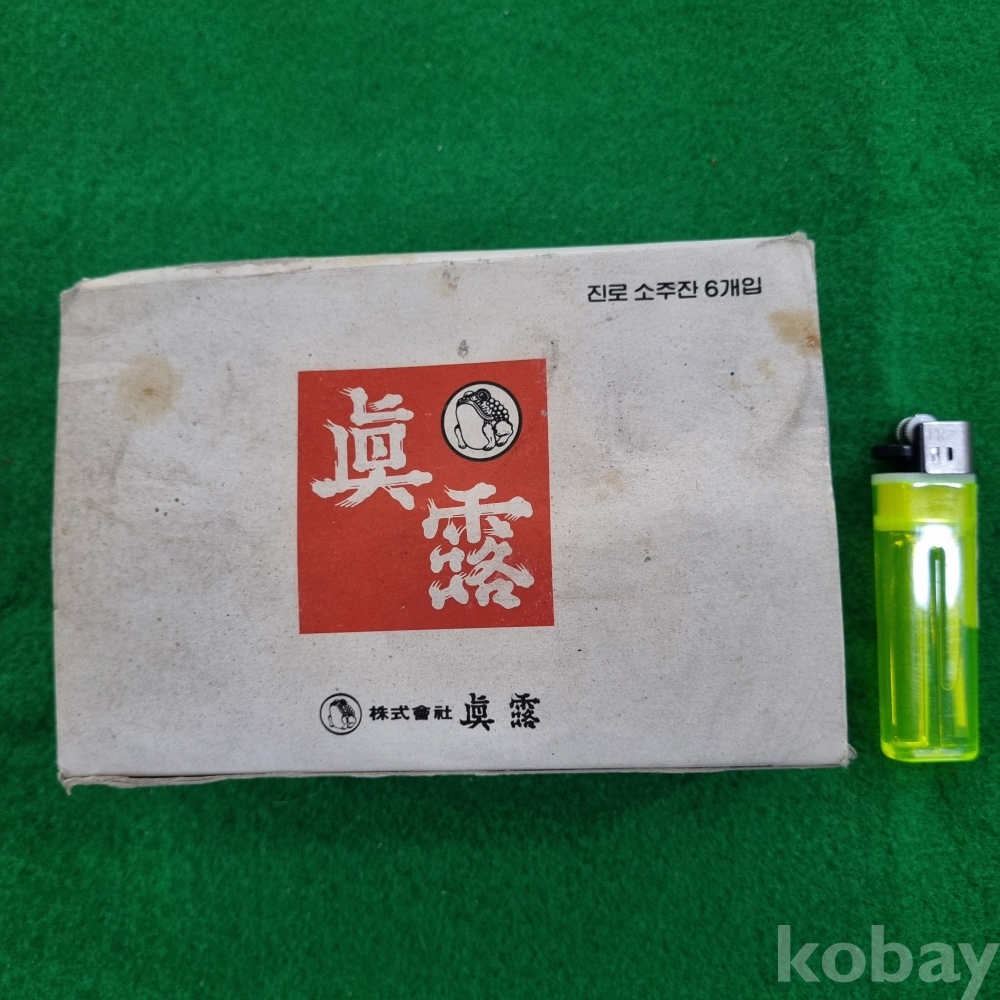 진로 소주잔 6개입
眞
露
株式會社 眞 露
kobay